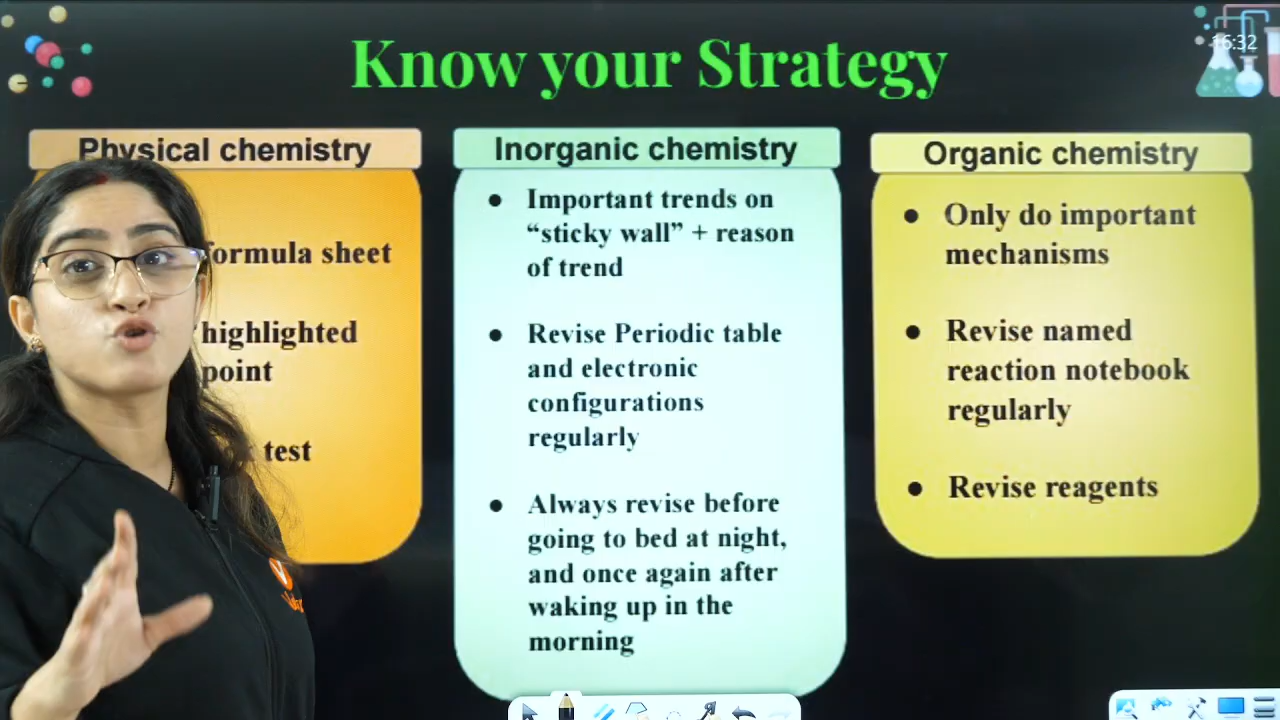 Know your Strategy
16:32
Physical chemistry
formula sheet
highlighted
point
test
Inorganic chemistry
● Important trends on
“sticky wall” + reason
of trend
● Revise Periodic table
and electronic
configurations
regularly
● Always revise before
going to bed at night,
and once again after
waking up in the
morning
Organic chemistry
● Only do important
mechanisms
● Revise named
reaction notebook
regularly
● Revise reagents